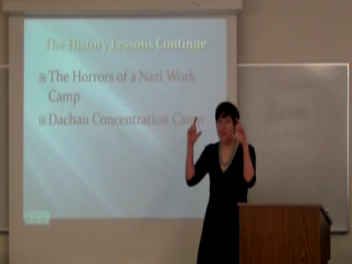 The History Lessons Continue
The Horrors of a Nazi Work
Camp
Dachau Concentration Camp